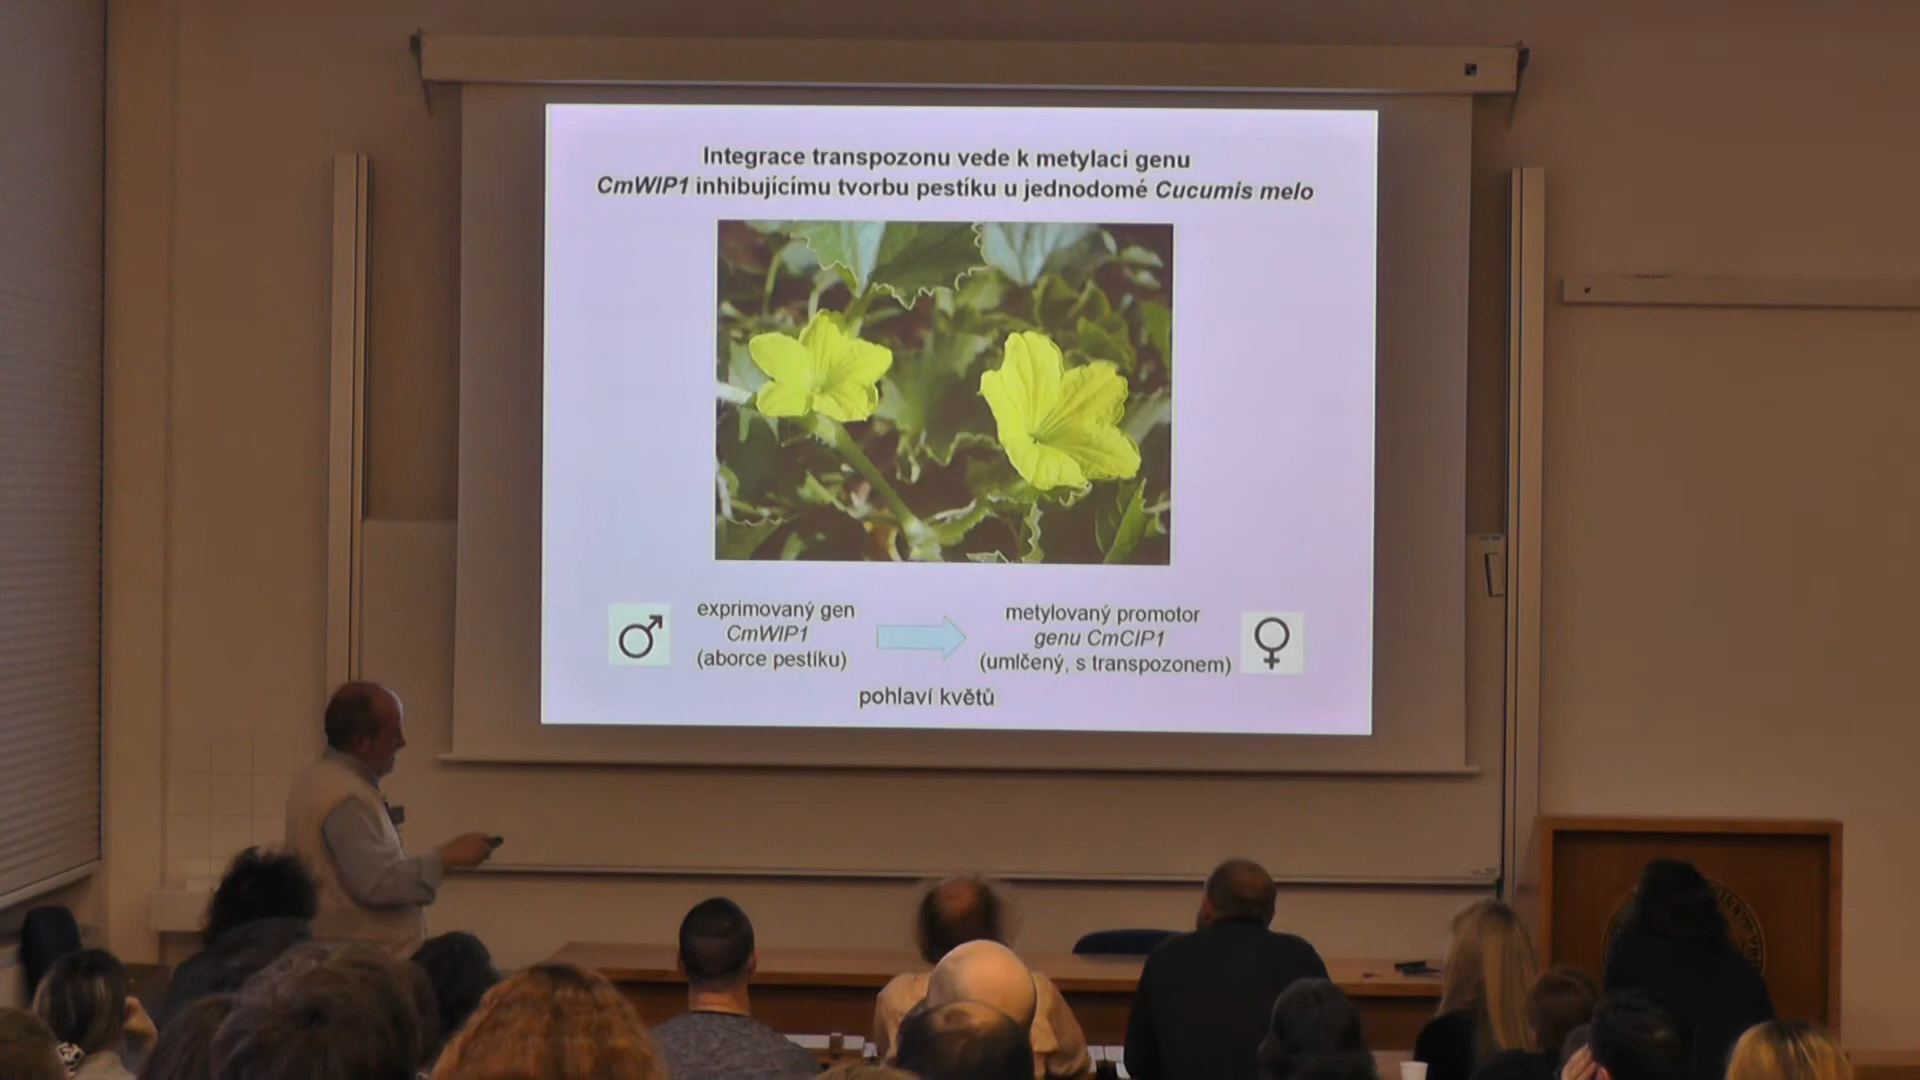 Integrace transpozonu vede k metylaci genu
CmWIP1 inhibujícímu tvorbu pestíku u jednodomé Cucumis melo
exprimovaný gen
CmWIP1
(aborce pestíku)
metylovaný promotor
genu CmCIP1
(umlčený, s transpozonem)
pohlaví květů